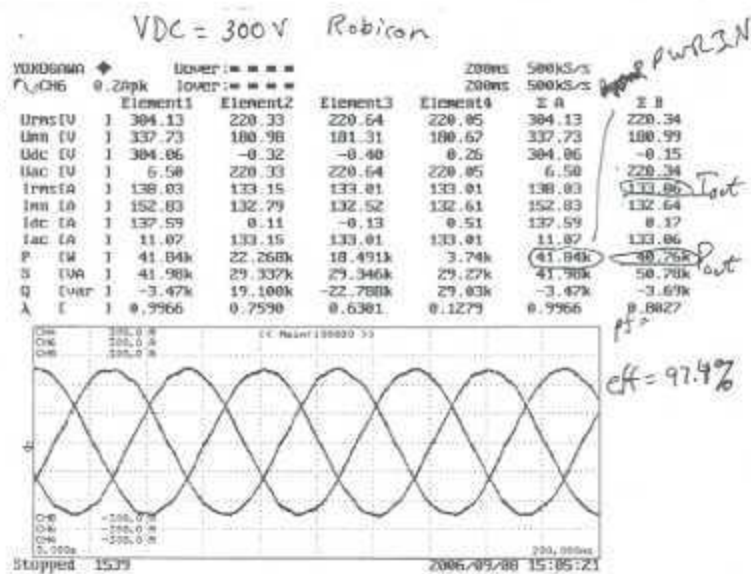 VDC = 300 V Robicon
YOKOGAWA ◆ Uover:= = = = 200ms 500kS/s
CH6 0.2Apk Iover:= = = = 200ms 500kS/s
PWR IN
Element1 Element2 Element3 Element4 Σ A Σ B
Urms[V ] 304.13 220.33 220.64 220.05 304.13 220.34
Umn [V ] 337.73 180.98 181.31 180.67 337.73 180.99
Udc [V ] 304.06 -0.32 -0.40 0.26 304.06 -0.15
Uac [V ] 6.50 220.33 220.64 220.05 6.50 220.34
Irms[A ] 138.03 133.15 133.01 133.01 138.03 133.06 Iout
Imn [A ] 152.83 132.79 132.52 132.61 152.83 132.64
Idc [A ] 137.59 0.11 -0.13 0.51 137.59 0.17
Iac [A ] 11.07 133.15 133.01 133.01 11.07 133.06
P [W ] 41.84k 22.268k 18.491k 3.74k 41.84k 40.76k Pout
S [VA ] 41.98k 29.337k 29.346k 29.27k 41.98k 50.78k
Q [var ] -3.47k 19.100k -22.788k 29.03k -3.47k -3.69k
λ [ ] 0.9966 0.7590 0.6301 0.1279 0.9966 0.8027
pf=
<< Main(100000 )>>
eff = 97.4%
Stopped 1539 2006/09/08 15:05:21